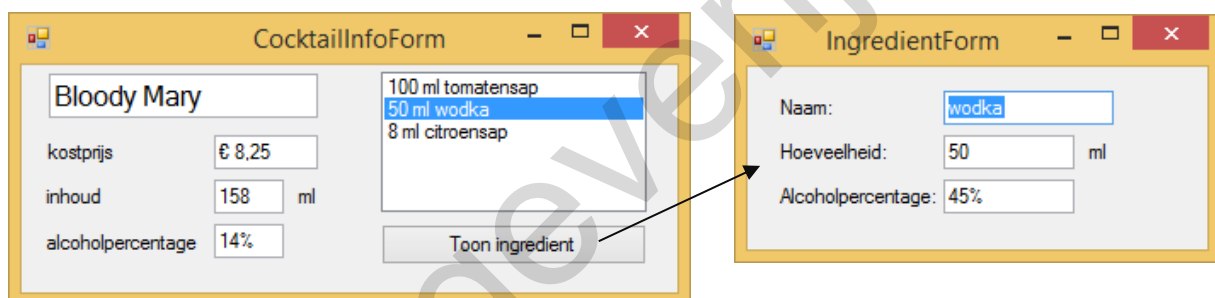 CocktailInfoForm
Bloody Mary
kostprijs € 8,25
inhoud 158 ml
alcoholpercentage 14%
100 ml tomatensap
50 ml wodka
8 ml citroensap
Toon ingredient
IngredientForm
Naam: wodka
Hoeveelheid: 50 ml
Alcoholpercentage: 45%